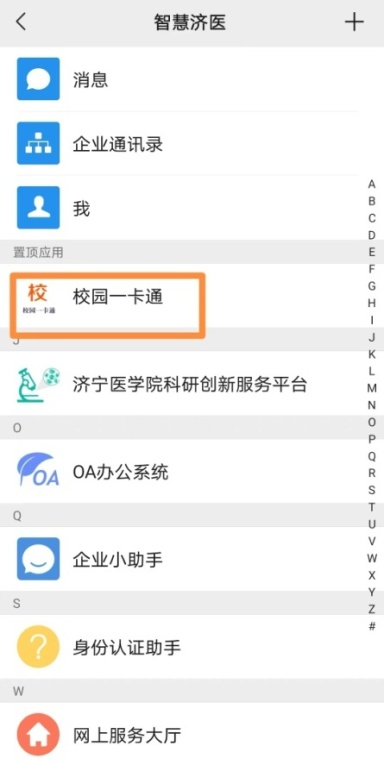 智慧济医
消息
企业通讯录
我
置顶应用
校
校园一卡通
校园一卡通
J
济宁医学院科研创新服务平台
O
OA
OA办公系统
Q
企业小助手
S
?
身份认证助手
W
网上服务大厅
A
B
C
D
E
F
G
H
I
J
K
L
M
N
O
P
Q
R
S
T
U
V
W
X
Y
Z
#